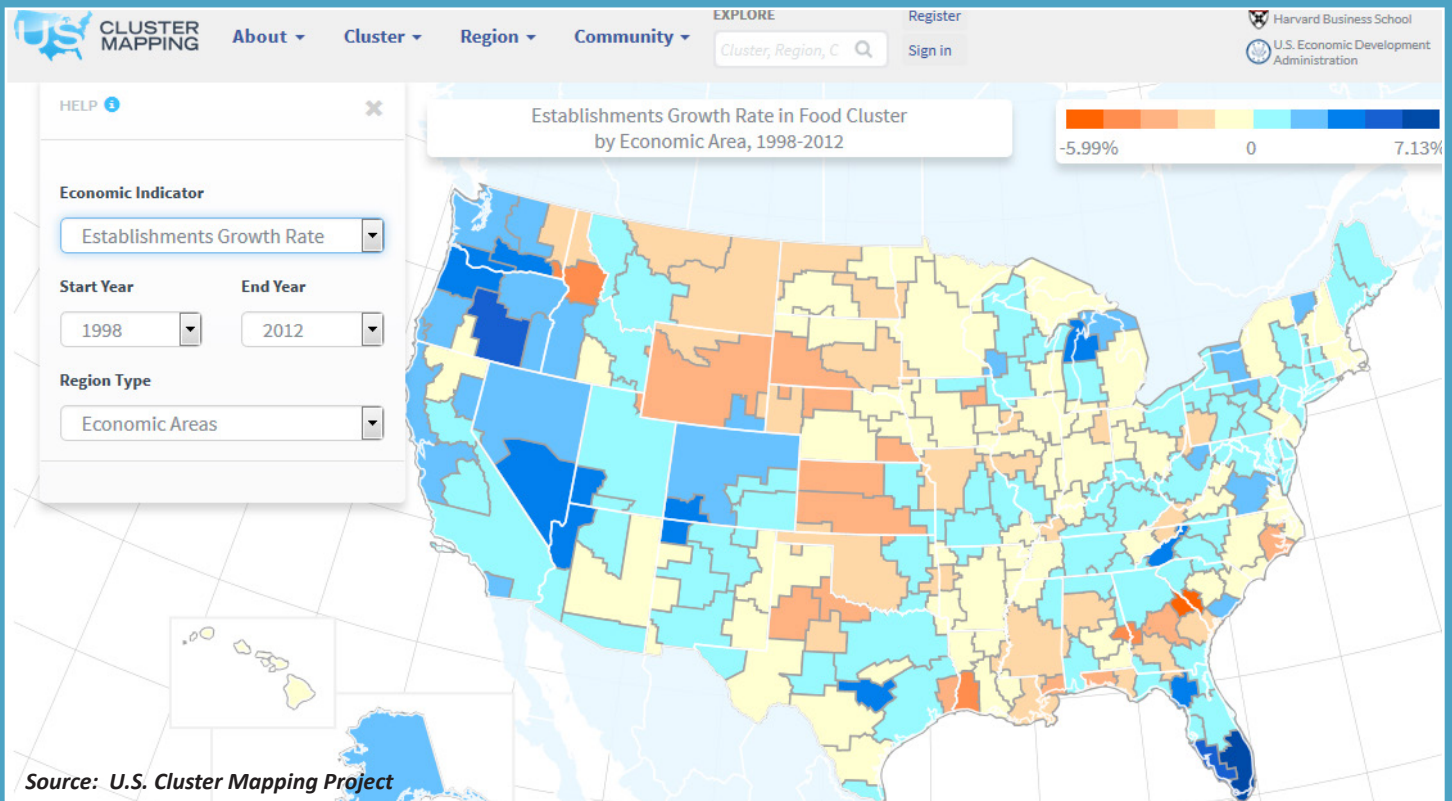 US CLUSTER MAPPING
About
Cluster
Region
Community
EXPLORE
Cluster, Region, C
Register
Sign in
Harvard Business School
U.S. Economic Development
Administration
HELP
Economic Indicator
Establishments Growth Rate
Start Year End Year
1998 2012
Region Type
Economic Areas
Establishments Growth Rate in Food Cluster
by Economic Area, 1998-2012
-5.99% 0 7.13%
Source: U.S. Cluster Mapping Project